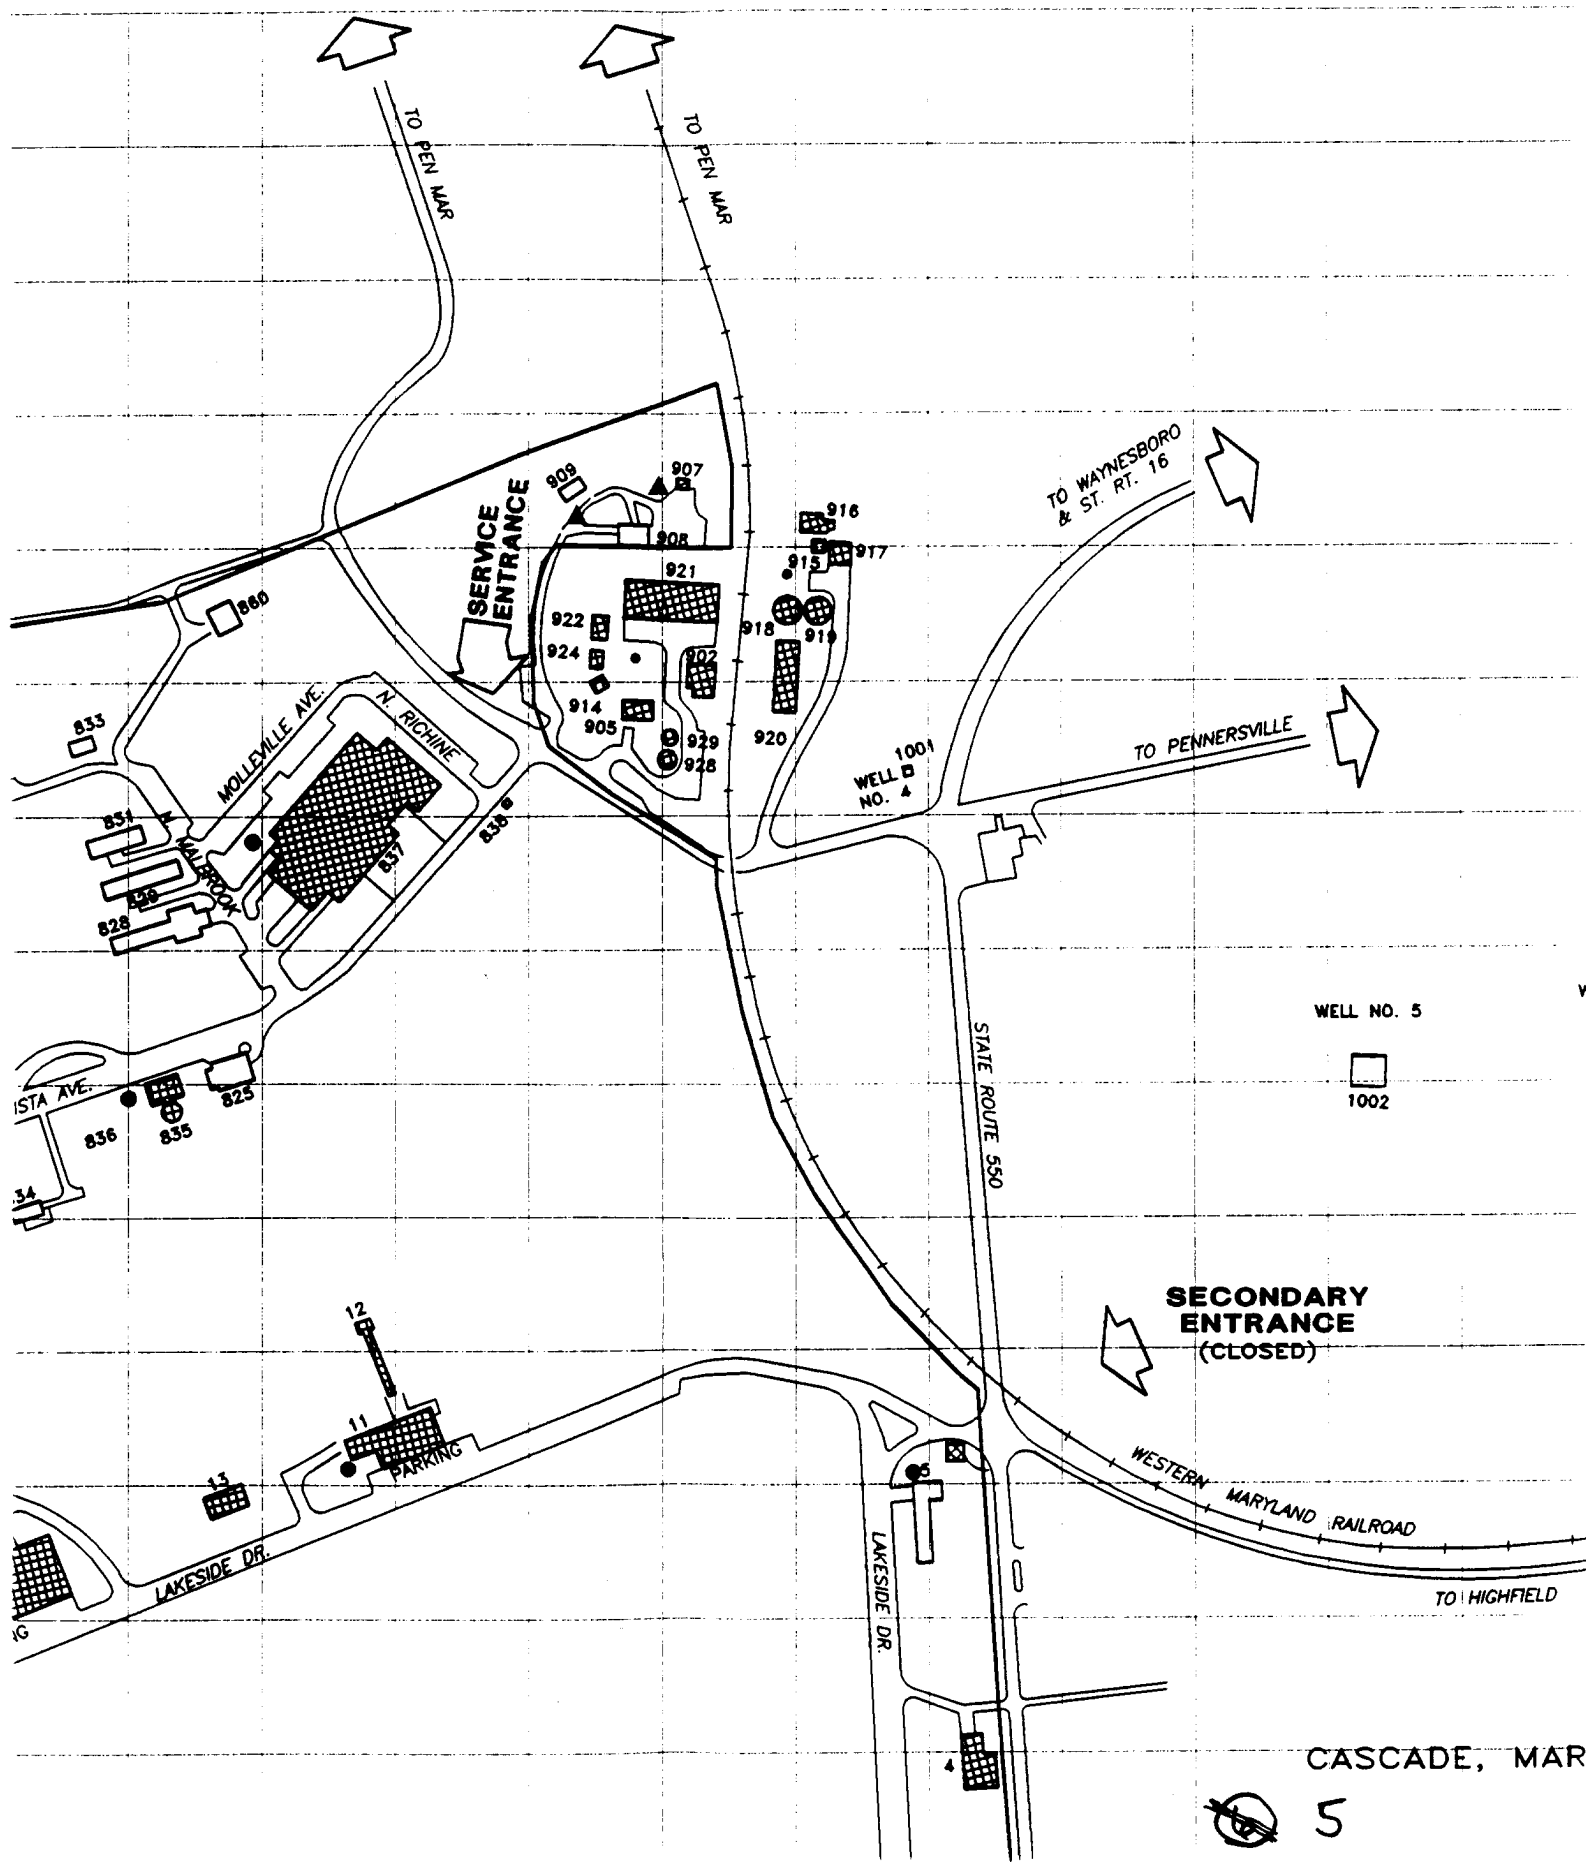 TO PEN MAR
TO PEN MAR
TO WAYNESBORO
& ST. RT. 16
909
907
SERVICE
ENTRANCE
908
916
915
917
921
860
922
918
919
924
902
914
905
929
920
928
833
MOLLEVILLE AVE.
N. RICHINE
TO PENNERSVILLE
1001
WELL
NO. 4
831
N. MALBROOK
838
837
829
828
WELL NO. 5
1002
STATE ROUTE 550
ISTA AVE.
825
836
835
34
SECONDARY
ENTRANCE
(CLOSED)
12
11
PARKING
13
5
WESTERN MARYLAND RAILROAD
LAKESIDE DR.
LAKESIDE DR.
TO HIGHFIELD
NG
4
CASCADE, MAR
5